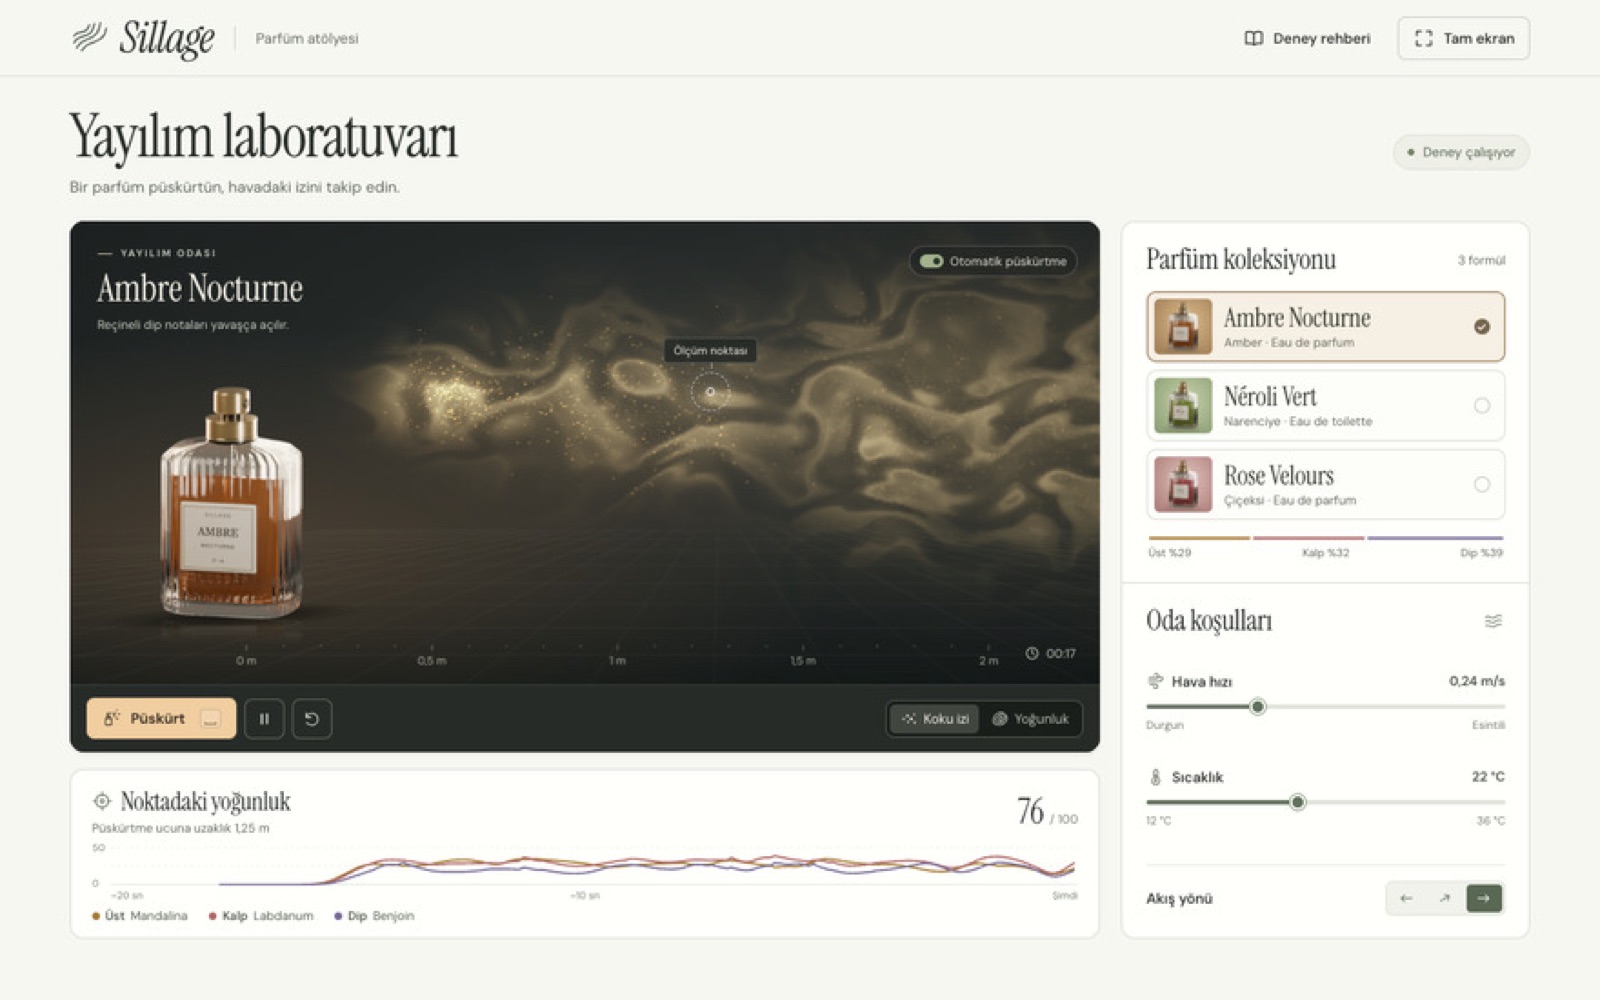 Sillage
Parfüm atölyesi
Deney rehberi
Tam ekran
Yayılım laboratuvarı
Bir parfüm püskürtün, havadaki izini takip edin.
Deney çalışıyor
YAYILIM ODASI
Ambre Nocturne
Reçineli dip notaları yavaşça açılır.
Otomatik püskürtme
Ölçüm noktası
SILLAGE
AMBRE
NOCTURNE
0 m
0,5 m
1 m
1,5 m
2 m
00:17
Püskürt
Koku izi
Yoğunluk
Noktadaki yoğunluk
Püskürtme ucuna uzaklık 1,25 m
76 / 100
50
0
−20 sn
−10 sn
Şimdi
Üst Mandalina
Kalp Labdanum
Dip Benjoin
Parfüm koleksiyonu
3 formül
Ambre Nocturne
Amber · Eau de parfum
Néroli Vert
Narenciye · Eau de toilette
Rose Velours
Çiçeksi · Eau de parfum
Üst %29
Kalp %32
Dip %39
Oda koşulları
Hava hızı
0,24 m/s
Durgun
Esintili
Sıcaklık
22 °C
12 °C
36 °C
Akış yönü